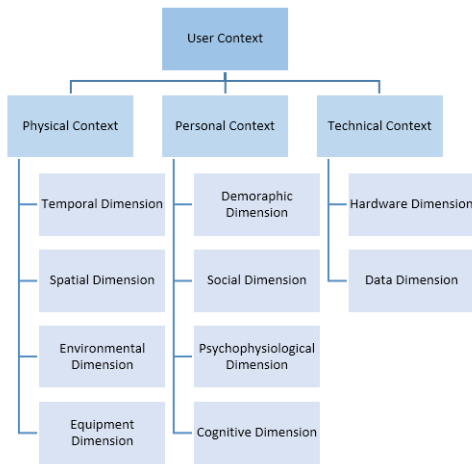 User Context
Physical Context
Personal Context
Technical Context
Temporal Dimension
Demoraphic
Dimension
Hardware Dimension
Spatial Dimension
Social Dimension
Data Dimension
Environmental
Dimension
Psychophysiological
Dimension
Equipment
Dimension
Cognitive Dimension